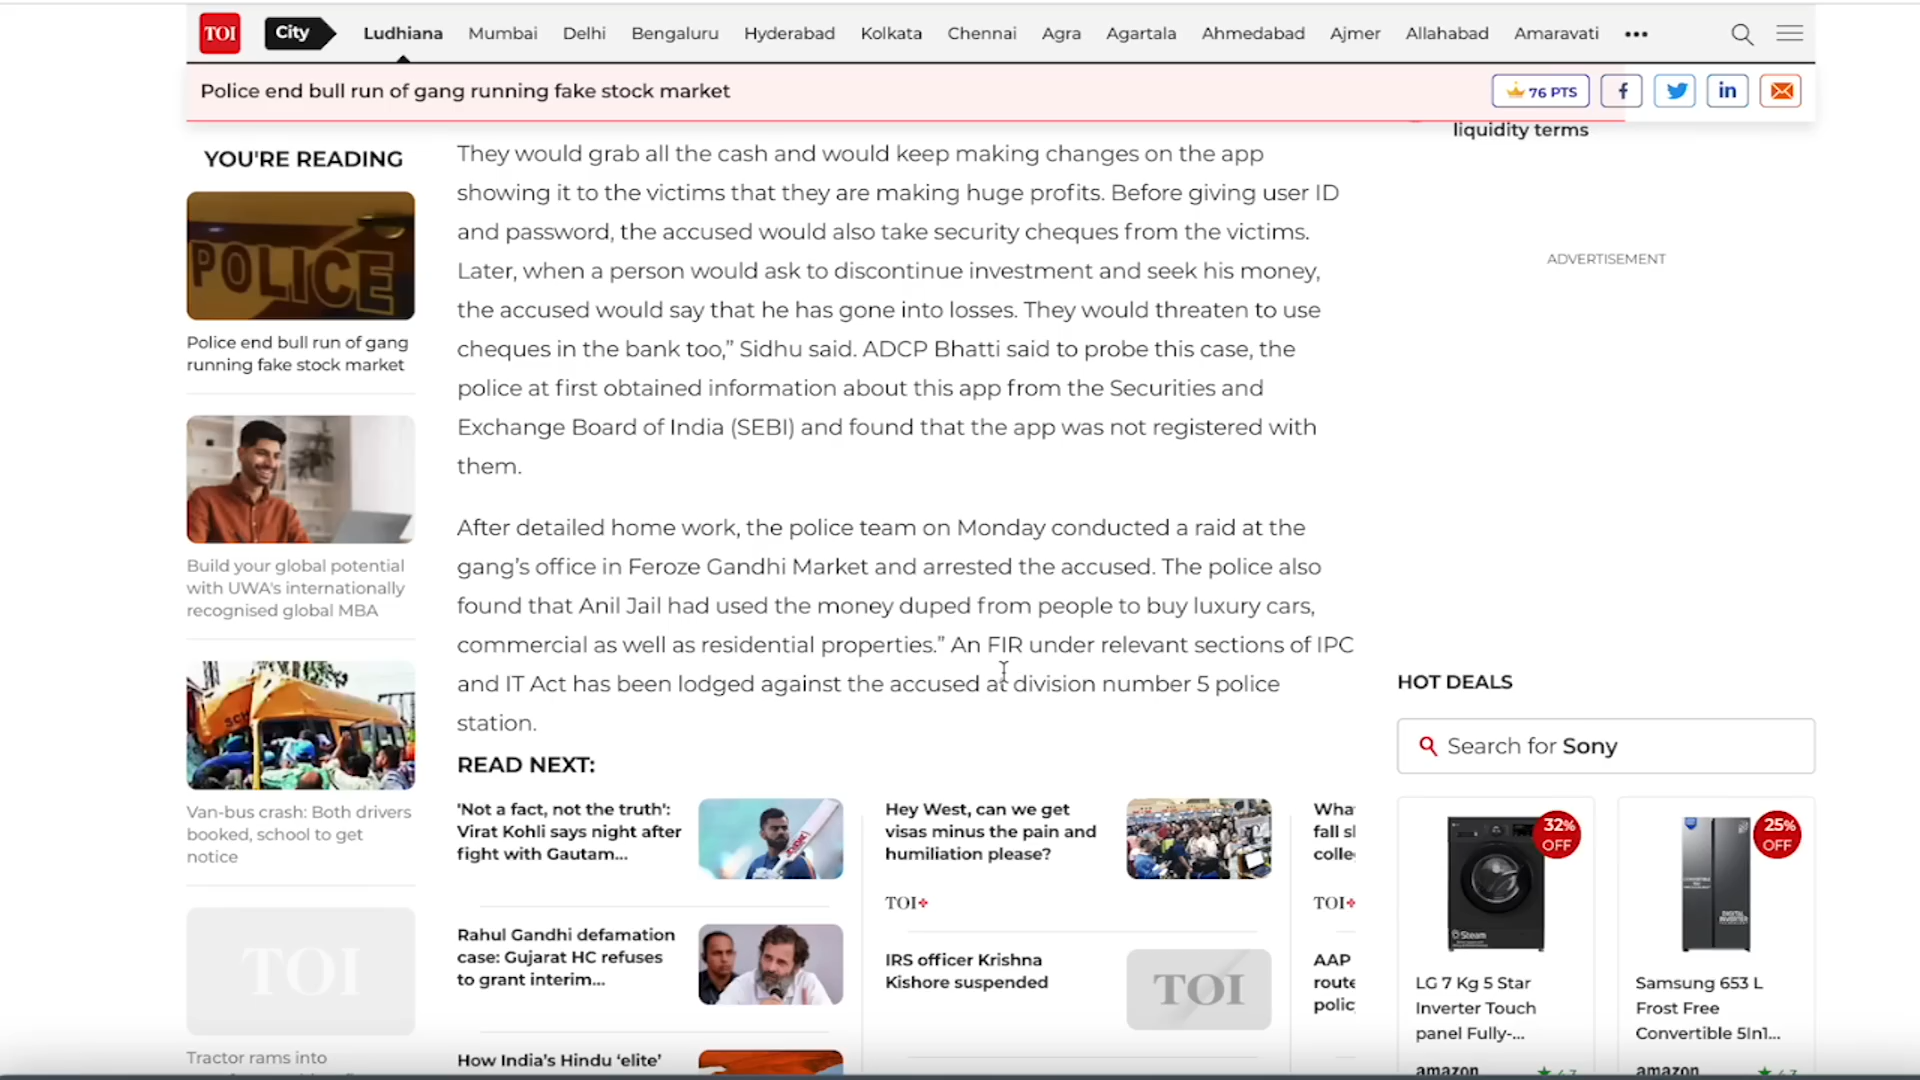 TOI
City
Ludhiana Mumbai Delhi Bengaluru Hyderabad Kolkata Chennai Agra Agartala Ahmedabad Ajmer Allahabad Amaravati •••
Police end bull run of gang running fake stock market
76 PTS
f
in
liquidity terms
YOU'RE READING
POLICE
Police end bull run of gang
running fake stock market
Build your global potential
with UWA's internationally
recognised global MBA
SCH
Van-bus crash: Both drivers
booked, school to get
notice
TOI
Tractor rams into
They would grab all the cash and would keep making changes on the app
showing it to the victims that they are making huge profits. Before giving user ID
and password, the accused would also take security cheques from the victims.
Later, when a person would ask to discontinue investment and seek his money,
the accused would say that he has gone into losses. They would threaten to use
cheques in the bank too,” Sidhu said. ADCP Bhatti said to probe this case, the
police at first obtained information about this app from the Securities and
Exchange Board of India (SEBI) and found that the app was not registered with
them.
After detailed home work, the police team on Monday conducted a raid at the
gang’s office in Feroze Gandhi Market and arrested the accused. The police also
found that Anil Jail had used the money duped from people to buy luxury cars,
commercial as well as residential properties.” An FIR under relevant sections of IPC
and IT Act has been lodged against the accused at division number 5 police
station.
READ NEXT:
'Not a fact, not the truth':
Virat Kohli says night after
fight with Gautam...
Rahul Gandhi defamation
case: Gujarat HC refuses
to grant interim...
How India’s Hindu ‘elite’
Hey West, can we get
visas minus the pain and
humiliation please?
TOI+
IRS officer Krishna
Kishore suspended
TOI
What
fall sl
colle
TOI+
AAP
route
polic
ADVERTISEMENT
HOT DEALS
Search for Sony
32%
OFF
Steam
LG 7 Kg 5 Star
Inverter Touch
panel Fully-...
amazon
25%
OFF
DIGITAL
INVERTER
Samsung 653 L
Frost Free
Convertible 5In1...
amazon